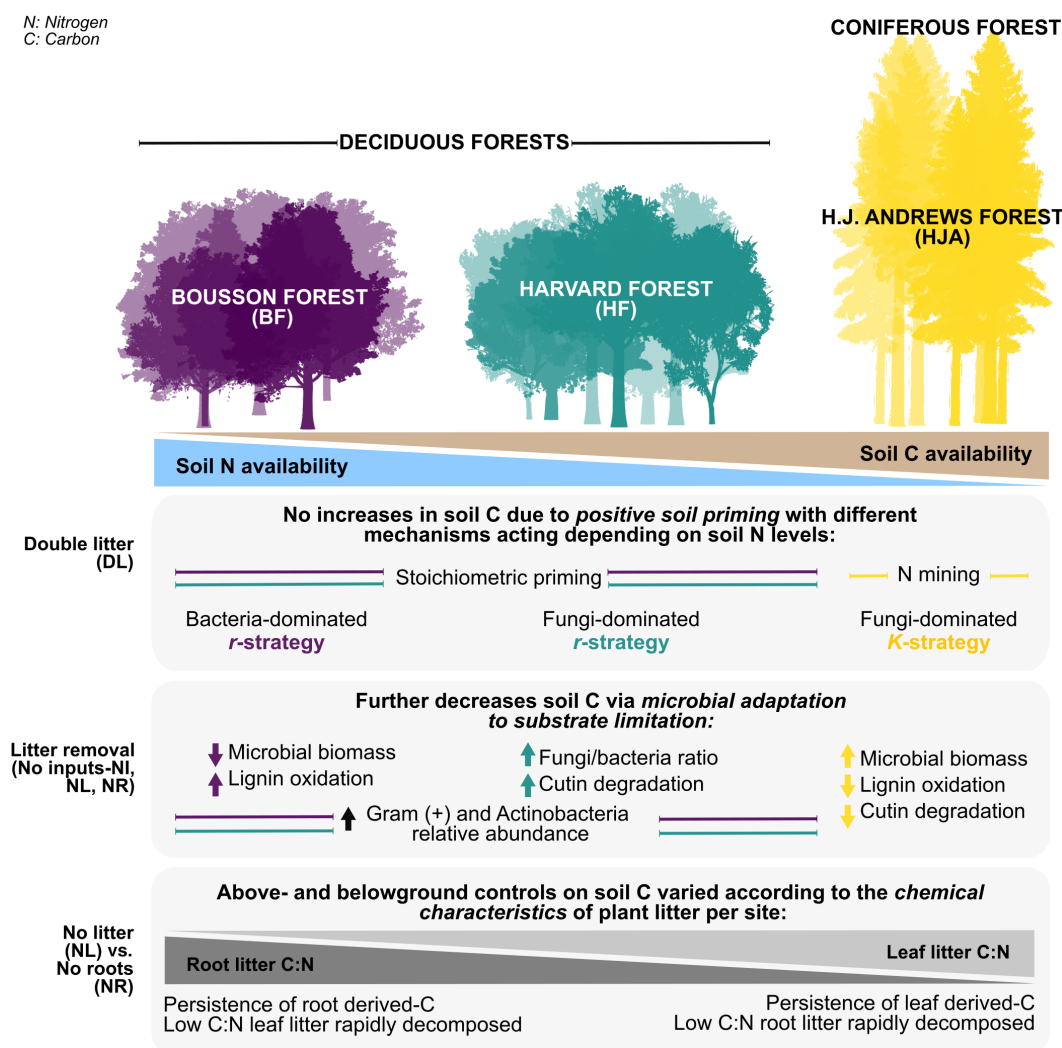 N: Nitrogen
C: Carbon
CONIFEROUS FOREST
DECIDUOUS FORESTS
H.J. ANDREWS FOREST
(HJA)
BOUSSON FOREST
(BF)
HARVARD FOREST
(HF)
Soil N availability
Soil C availability
Double litter
(DL)
No increases in soil C due to positive soil priming with different
mechanisms acting depending on soil N levels:
Stoichiometric priming
N mining
Bacteria-dominated
r-strategy
Fungi-dominated
r-strategy
Fungi-dominated
K-strategy
Litter removal
(No inputs-NI,
NL, NR)
Further decreases soil C via microbial adaptation
to substrate limitation:
Microbial biomass
Lignin oxidation
Fungi/bacteria ratio
Cutin degradation
Microbial biomass
Lignin oxidation
Cutin degradation
Gram (+) and Actinobacteria
relative abundance
No litter
(NL) vs.
No roots
(NR)
Above- and belowground controls on soil C varied according to the chemical
characteristics of plant litter per site:
Root litter C:N
Leaf litter C:N
Persistence of root derived-C
Low C:N leaf litter rapidly decomposed
Persistence of leaf derived-C
Low C:N root litter rapidly decomposed